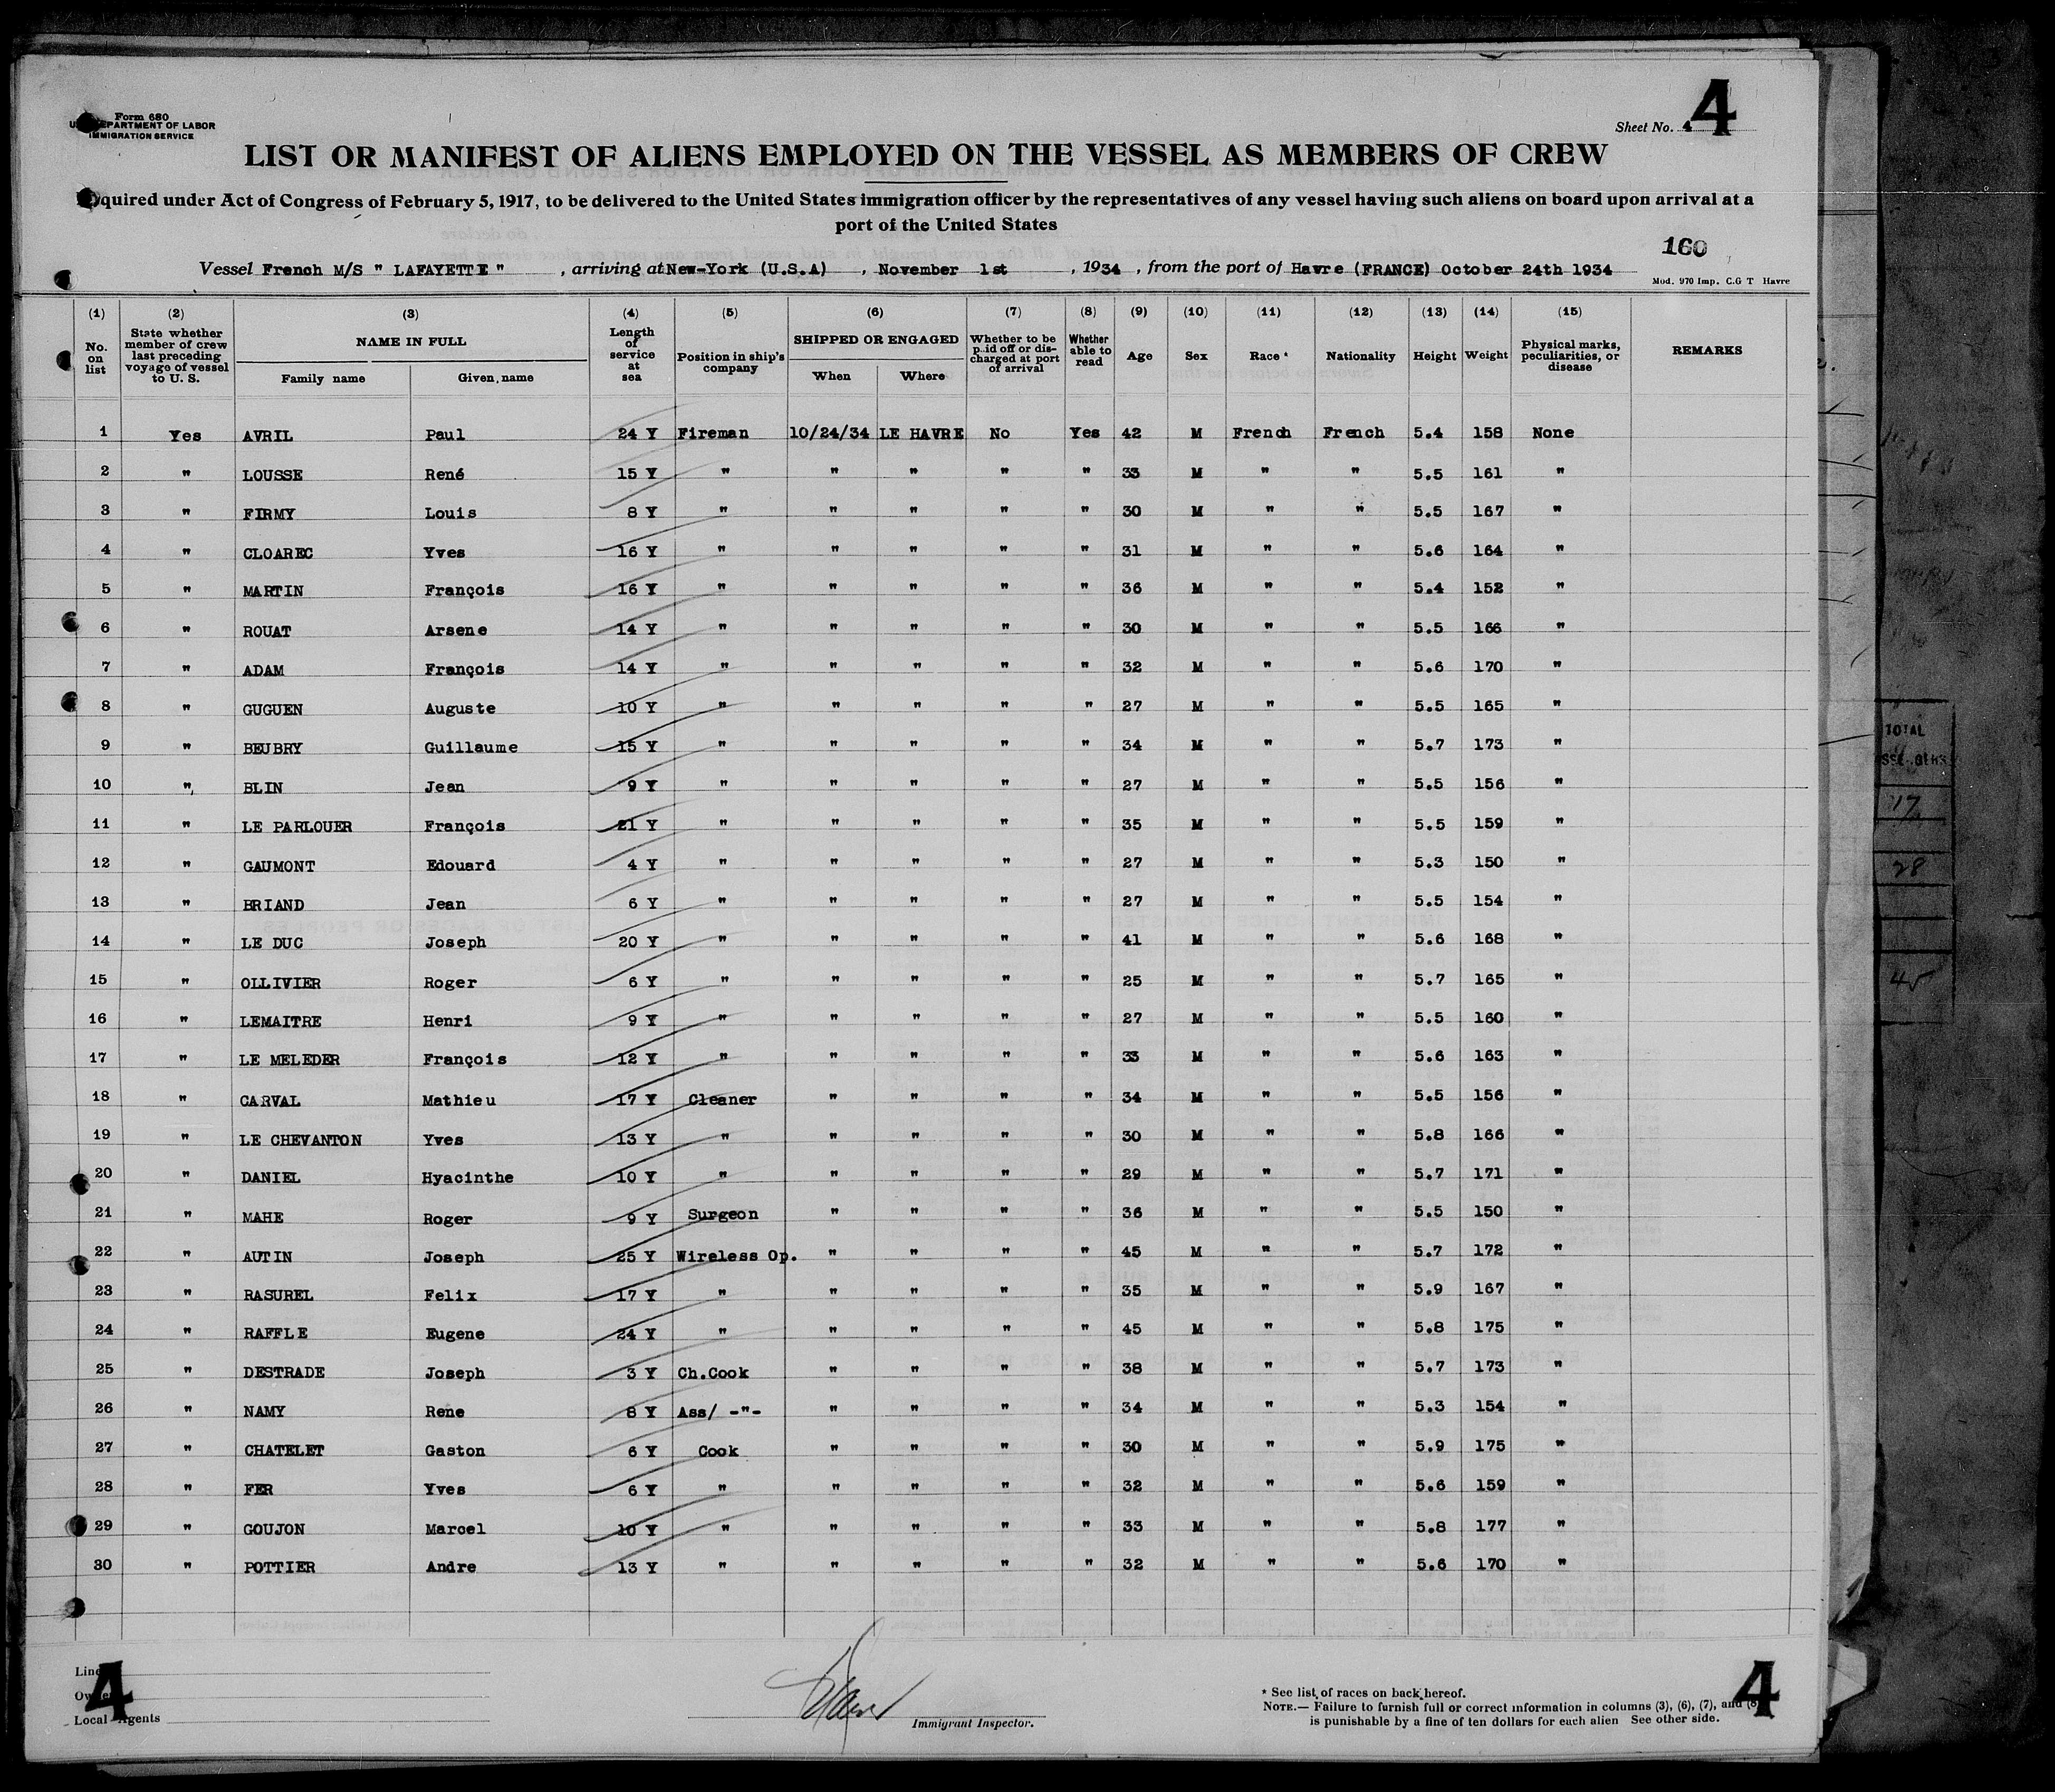 Form 680
DEPARTMENT OF LABOR
IMMIGRATION SERVICE
Sheet No. 4
4
LIST OR MANIFEST OF ALIENS EMPLOYED ON THE VESSEL AS MEMBERS OF CREW
quired under Act of Congress of February 5, 1917, to be delivered to the United States immigration officer by the representatives of any vessel having such aliens on board upon arrival at a
port of the United States
160
Vessel French M/S " LAFAYETTE " , arriving at New-York (U.S.A) , November 1st , 1934 , from the port of Havre (FRANCE) October 24th 1934
Mod. 970 Imp. C.G T Havre
(1) (2) (3) (4) (5) (6) (7) (8) (9) (10) (11) (12) (13) (14) (15)
No. on list State whether member of crew last preceding voyage of vessel to U. S. NAME IN FULL Family name Given name Length of service at sea Position in ship's company SHIPPED OR ENGAGED When Where Whether to be paid off or discharged at port of arrival Whether able to read Age Sex Race * Nationality Height Weight Physical marks, peculiarities, or disease REMARKS
1 Yes AVRIL Paul 24 Y Fireman 10/24/34 LE HAVRE No Yes 42 M French French 5.4 158 None
2 " LOUSSE René 15 Y " " " " " 33 M " " 5.5 161 "
3 " FIRMY Louis 8 Y " " " " " 30 M " " 5.5 167 "
4 " CLOAREC Yves 16 Y " " " " " 31 M " " 5.6 164 "
5 " MARTIN François 16 Y " " " " " 36 M " " 5.4 152 "
6 " ROUAT Arsene 14 Y " " " " " 30 M " " 5.5 166 "
7 " ADAM François 14 Y " " " " " 32 M " " 5.6 170 "
8 " GUGUEN Auguste 10 Y " " " " " 27 M " " 5.5 165 "
9 " BEUBRY Guillaume 15 Y " " " " " 34 M " " 5.7 173 "
10 " BLIN Jean 9 Y " " " " " 27 M " " 5.5 156 "
11 " LE PARLOUER François 21 Y " " " " " 35 M " " 5.5 159 "
12 " GAUMONT Edouard 4 Y " " " " " 27 M " " 5.3 150 "
13 " BRIAND Jean 6 Y " " " " " 27 M " " 5.5 154 "
14 " LE DUC Joseph 20 Y " " " " " 41 M " " 5.6 168 "
15 " OLLIVIER Roger 6 Y " " " " " 25 M " " 5.7 165 "
16 " LEMAITRE Henri 9 Y " " " " " 27 M " " 5.5 160 "
17 " LE MELEDER François 12 Y " " " " " 33 M " " 5.6 163 "
18 " CARVAL Mathieu 17 Y Cleaner " " " " 34 M " " 5.5 156 "
19 " LE CHEVANTON Yves 13 Y " " " " " 30 M " " 5.8 166 "
20 " DANIEL Hyacinthe 10 Y " " " " " 29 M " " 5.7 171 "
21 " MAHE Roger 9 Y Surgeon " " " " 36 M " " 5.5 150 "
22 " AUTIN Joseph 25 Y Wireless Op. " " " " 45 M " " 5.7 172 "
23 " RASUREL Felix 17 Y " " " " " 35 M " " 5.9 167 "
24 " RAFFLE Eugene 24 Y " " " " " 45 M " " 5.8 175 "
25 " DESTRADE Joseph 3 Y Ch.Cook " " " " 38 M " " 5.7 173 "
26 " NAMY Rene 8 Y Ass/ -"- " " " " 34 M " " 5.3 154 "
27 " CHATELET Gaston 6 Y Cook " " " " 30 M " " 5.9 175 "
28 " FER Yves 6 Y " " " " " 32 M " " 5.6 159 "
29 " GOUJON Marcel 10 Y " " " " " 33 M " " 5.8 177 "
30 " POTTIER Andre 13 Y " " " " " 32 M " " 5.6 170 "
TOTAL
17
28
45
Line
Owner
Local Agents
4
Immigrant Inspector.
* See list of races on back hereof.
NOTE.— Failure to furnish full or correct information in columns (3), (6), (7), and (8)
is punishable by a fine of ten dollars for each alien See other side.
4